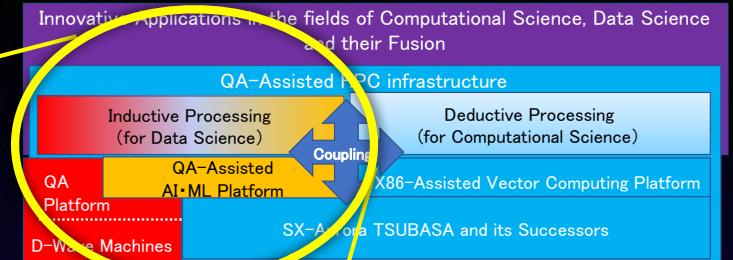 Innovative Applications in the fields of Computational Science, Data Science
and their Fusion
QA-Assisted HPC infrastructure
Inductive Processing
(for Data Science)
Deductive Processing
(for Computational Science)
Coupling
QA
Platform
QA-Assisted
AI・ML Platform
X86-Assisted Vector Computing Platform
D-Wave Machines
SX-Aurora TSUBASA and its Successors